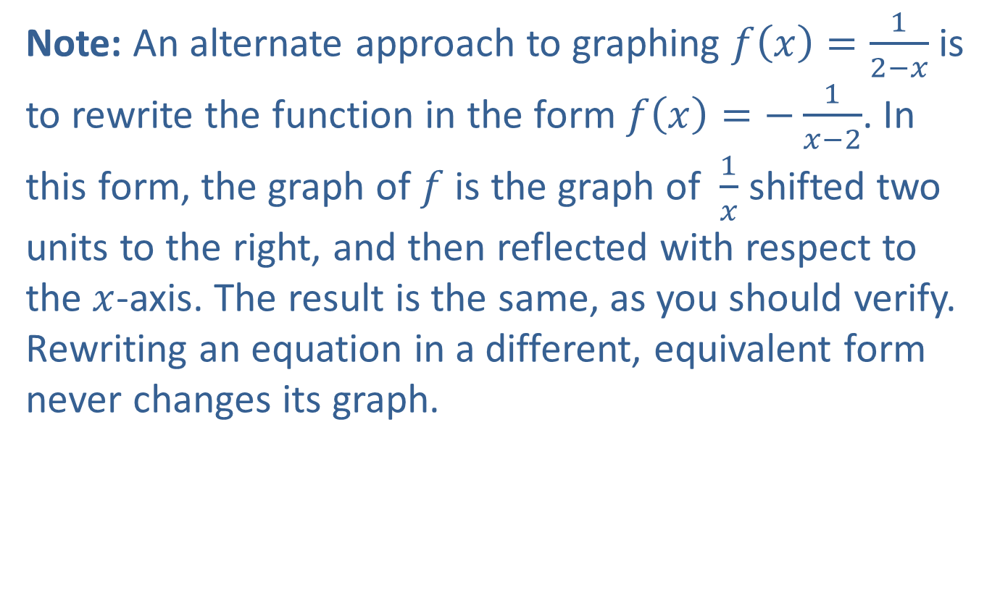 Note: An alternate approach to graphing f(x) = 1/(2−x) is
to rewrite the function in the form f(x) = − 1/(x−2). In
this form, the graph of f is the graph of 1/x shifted two
units to the right, and then reflected with respect to
the x-axis. The result is the same, as you should verify.
Rewriting an equation in a different, equivalent form
never changes its graph.